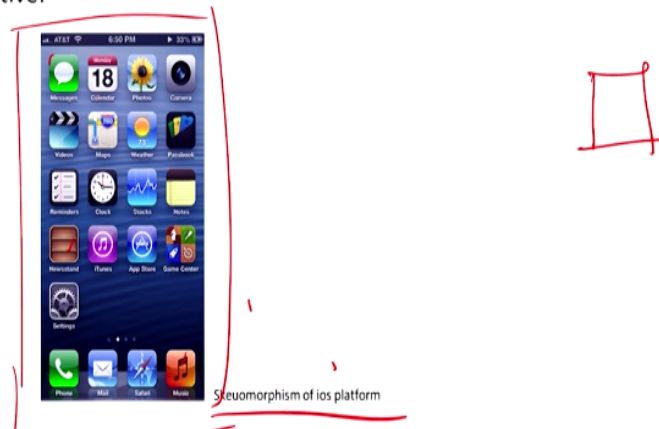 AT&T 6:50 PM 33%
Monday
18
Messages Calendar Photos Camera
Videos Maps Weather Passbook
Reminders Clock Stocks Notes
Newsstand iTunes App Store Game Center
Settings
Phone Mail Safari Music
Skeuomorphism of ios platform